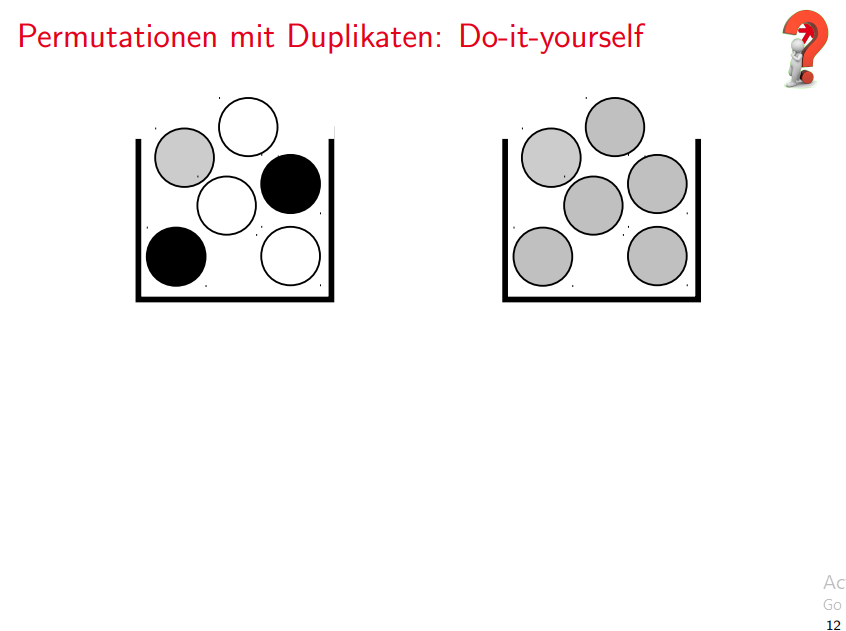 Permutationen mit Duplikaten: Do-it-yourself
Ac
Go
12